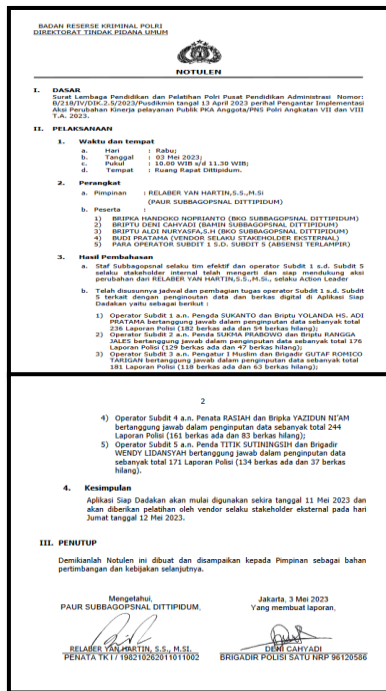 BADAN RESERSE KRIMINAL POLRI
DIREKTORAT TINDAK PIDANA UMUM
NOTULEN
I. DASAR
Surat Lembaga Pendidikan dan Pelatihan Polri Pusat Pendidikan Administrasi Nomor:
B/218/IV/DIK.2.5/2023/Pusdikmin tangal 13 April 2023 perihal Pengantar Implementasi
Aksi Perubahan Kinerja pelayanan Publik PKA Anggota/PNS Polri Angkatan VII dan VIII
T.A. 2023.
II. PELAKSANAAN
1. Waktu dan tempat
a. Hari : Rabu;
b. Tanggal : 03 Mei 2023;
c. Pukul : 10.00 WIB s/d 11.30 WIB;
d. Tempat : Ruang Rapat Dittipidum.
2. Perangkat
a. Pimpinan : RELABER YAN HARTIN,S.S.,M.Si
(PAUR SUBBAGOPSNAL DITTIPIDUM)
b. Peserta :
1) BRIPKA HANDOKO NOPRIANTO (BKO SUBBAGOPSNAL DITTIPIDUM)
2) BRIPTU DENI CAHYADI (BAMIN SUBBAGOPSNAL DITTIPIDUM)
3) BRIPTU ALDI NURYASFA,S.H (BKO SUBBAGOPSNAL DITTIPIDUM)
4) BUDI PRATAMA (VENDOR SELAKU STAKEHOLDER EKSTERNAL)
5) PARA OPERATOR SUBDIT 1 S.D. SUBDIT 5 (ABSENSI TERLAMPIR)
3. Hasil Pembahasan
a. Staf Subbagopsnal selaku tim efektif dan operator Subdit 1 s.d. Subdit 5
selaku stakeholder internal telah mengerti dan siap mendukung aksi
perubahan dari RELABER YAN HARTIN,S.S.,M.Si., selaku Action Leader
b. Telah disusunnya jadwal dan pembagian tugas operator Subdit 1 s.d. Subdit
5 terkait dengan penginoutan data dan berkas digital di Aplikasi Siap
Dadakan yaitu sebagai berikut :
1) Operator Subdit 1 a.n. Pengda SUKANTO dan Briptu YOLANDA HS. ADI
PRATAMA bertanggung jawab dalam penginputan data sebanyak total
236 Laporan Polisi (182 berkas ada dan 54 berkas hilang);
2) Operator Subdit 2 a.n. Penda SUKMA PRABOWO dan Briptu RANGGA
JALES bertanggung jawab dalam penginputan data sebanyak total 176
Laporan Polisi (129 berkas ada dan 47 berkas hilang);
3) Operator Subdit 3 a.n. Pengatur I Muslim dan Brigadir GUTAF ROMICO
TARIGAN bertanggung jawab dalam penginputan data sebanyak total
181 Laporan Polisi (118 berkas ada dan 63 berkas hilang);
2
4) Operator Subdit 4 a.n. Penata RASIAH dan Bripka YAZIDUN NI'AM
bertanggung jawab dalam penginputan data sebanyak total 244
Laporan Polisi (161 berkas ada dan 83 berkas hilang);
5) Operator Subdit 5 a.n. Penda TITIK SUTININGSIH dan Brigadir
WENDY LIDANSYAH bertanggung jawab dalam penginputan data
sebanyak total 171 Laporan Polisi (134 berkas ada dan 37 berkas
hilang).
4. Kesimpulan
Aplikasi Siap Dadakan akan mulai digunakan sekira tanggal 11 Mei 2023 dan
akan diberikan pelatihan oleh vendor selaku stakeholder eksternal pada hari
Jumat tanggal 12 Mei 2023.
III. PENUTUP
Demikianlah Notulen ini dibuat dan disampaikan kepada Pimpinan sebagai bahan
pertimbangan dan kebijakan selanjutnya.
Mengetahui,
PAUR SUBBAGOPSNAL DITTIPIDUM,
RELABER YAN HARTIN, S.S., M.SI.
PENATA TK I / 198210262011011002
Jakarta, 3 Mei 2023
Yang membuat laporan,
DENI CAHYADI
BRIGADIR POLISI SATU NRP 96120586